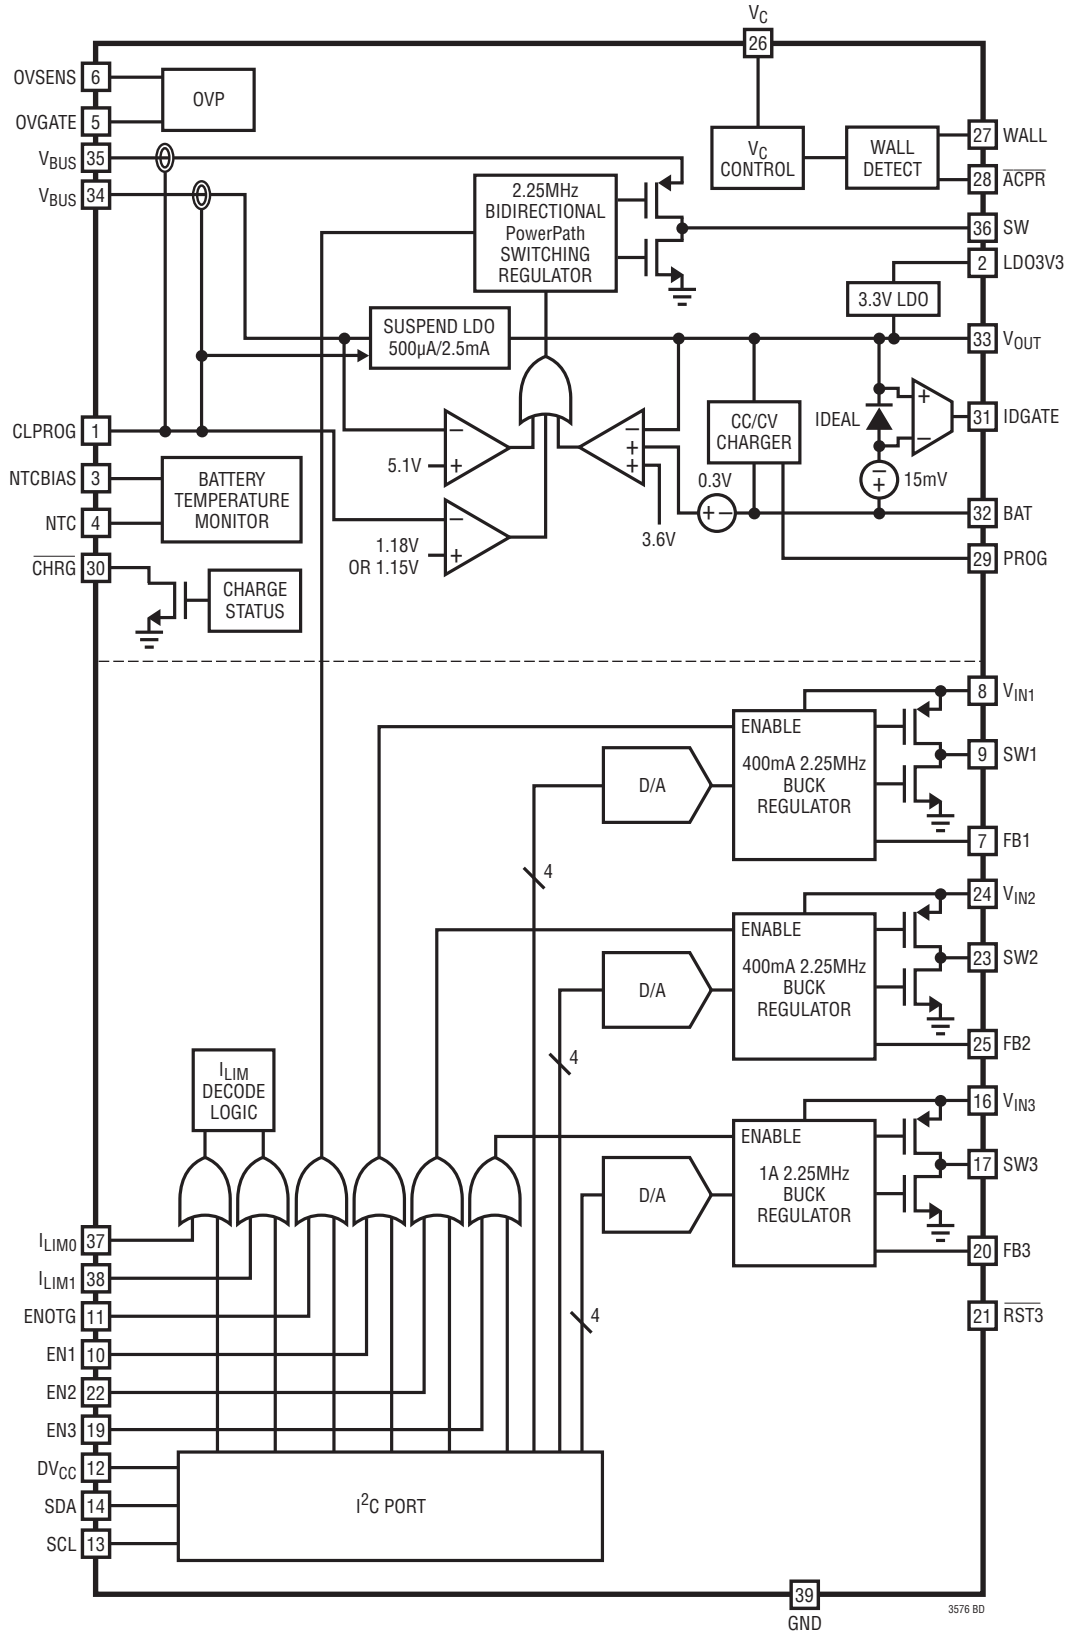 VC
26
OVSENS 6
OVP
OVGATE 5
VBUS 35
VBUS 34
VC
CONTROL
WALL
DETECT
27 WALL
28 ACPR
2.25MHz
BIDIRECTIONAL
PowerPath
SWITCHING
REGULATOR
36 SW
2 LDO3V3
3.3V LDO
SUSPEND LDO
500µA/2.5mA
33 VOUT
CC/CV
CHARGER
IDEAL
+
−
31 IDGATE
CLPROG 1
−
5.1V +
−
+
+
3.6V
0.3V
+ −
−
+
15mV
NTCBIAS 3
NTC 4
BATTERY
TEMPERATURE
MONITOR
−
1.18V
OR 1.15V
+
32 BAT
29 PROG
CHRG 30
CHARGE
STATUS
8 VIN1
ENABLE
400mA 2.25MHz
BUCK
REGULATOR
D/A
9 SW1
7 FB1
4
24 VIN2
ENABLE
400mA 2.25MHz
BUCK
REGULATOR
D/A
23 SW2
25 FB2
4
ILIM
DECODE
LOGIC
16 VIN3
ENABLE
1A 2.25MHz
BUCK
REGULATOR
D/A
17 SW3
20 FB3
4
21 RST3
ILIM0 37
ILIM1 38
ENOTG 11
EN1 10
EN2 22
EN3 19
DVCC 12
SDA 14
SCL 13
I2C PORT
39
GND
3576 BD